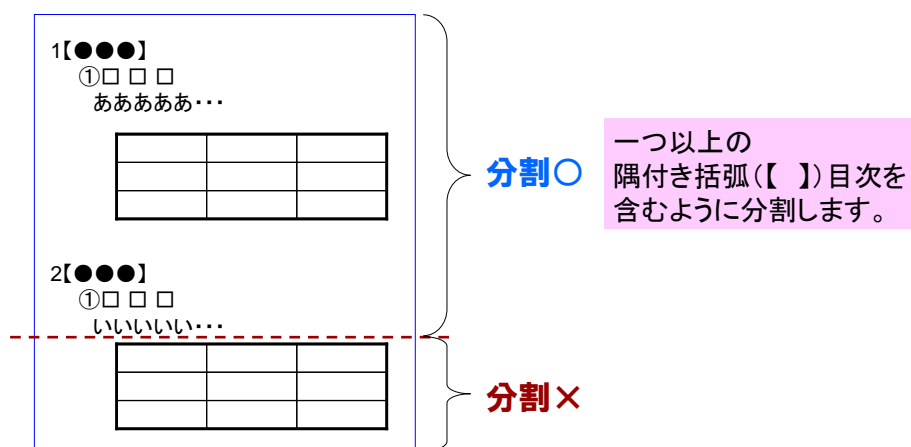 1【●●●】
①□ □ □
あああああ・・・
分割○
一つ以上の
隅付き括弧(【 】)目次を
含むように分割します。
2【●●●】
①□ □ □
いいいいい・・・
分割×